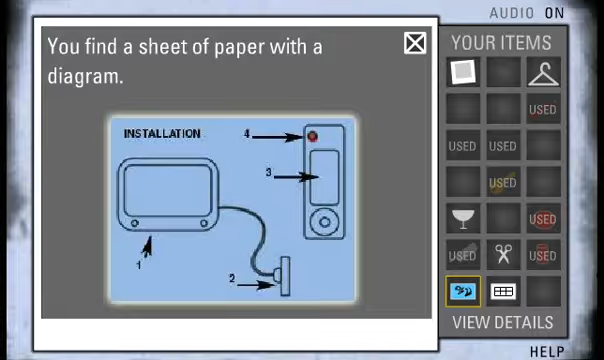 AUDIO ON
You find a sheet of paper with a
diagram.
INSTALLATION
4
3
1
2
YOUR ITEMS
USED
USED
USED
USED
USED
USED
USED
VIEW DETAILS
HELP